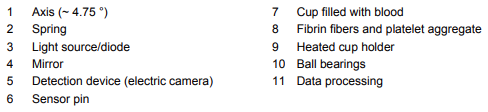 1 Axis (~ 4.75 °)
2 Spring
3 Light source/diode
4 Mirror
5 Detection device (electric camera)
6 Sensor pin
7 Cup filled with blood
8 Fibrin fibers and platelet aggregate
9 Heated cup holder
10 Ball bearings
11 Data processing